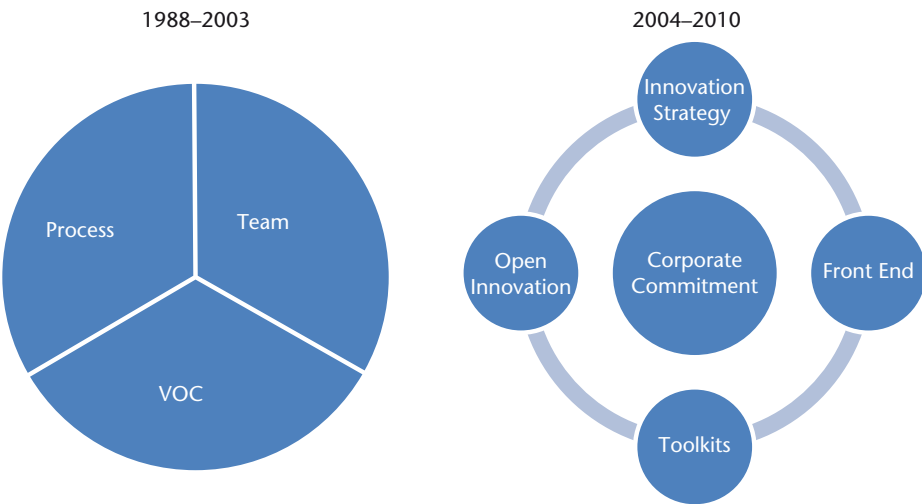 1988–2003
Process
Team
VOC
2004–2010
Innovation
Strategy
Open
Innovation
Corporate
Commitment
Front End
Toolkits